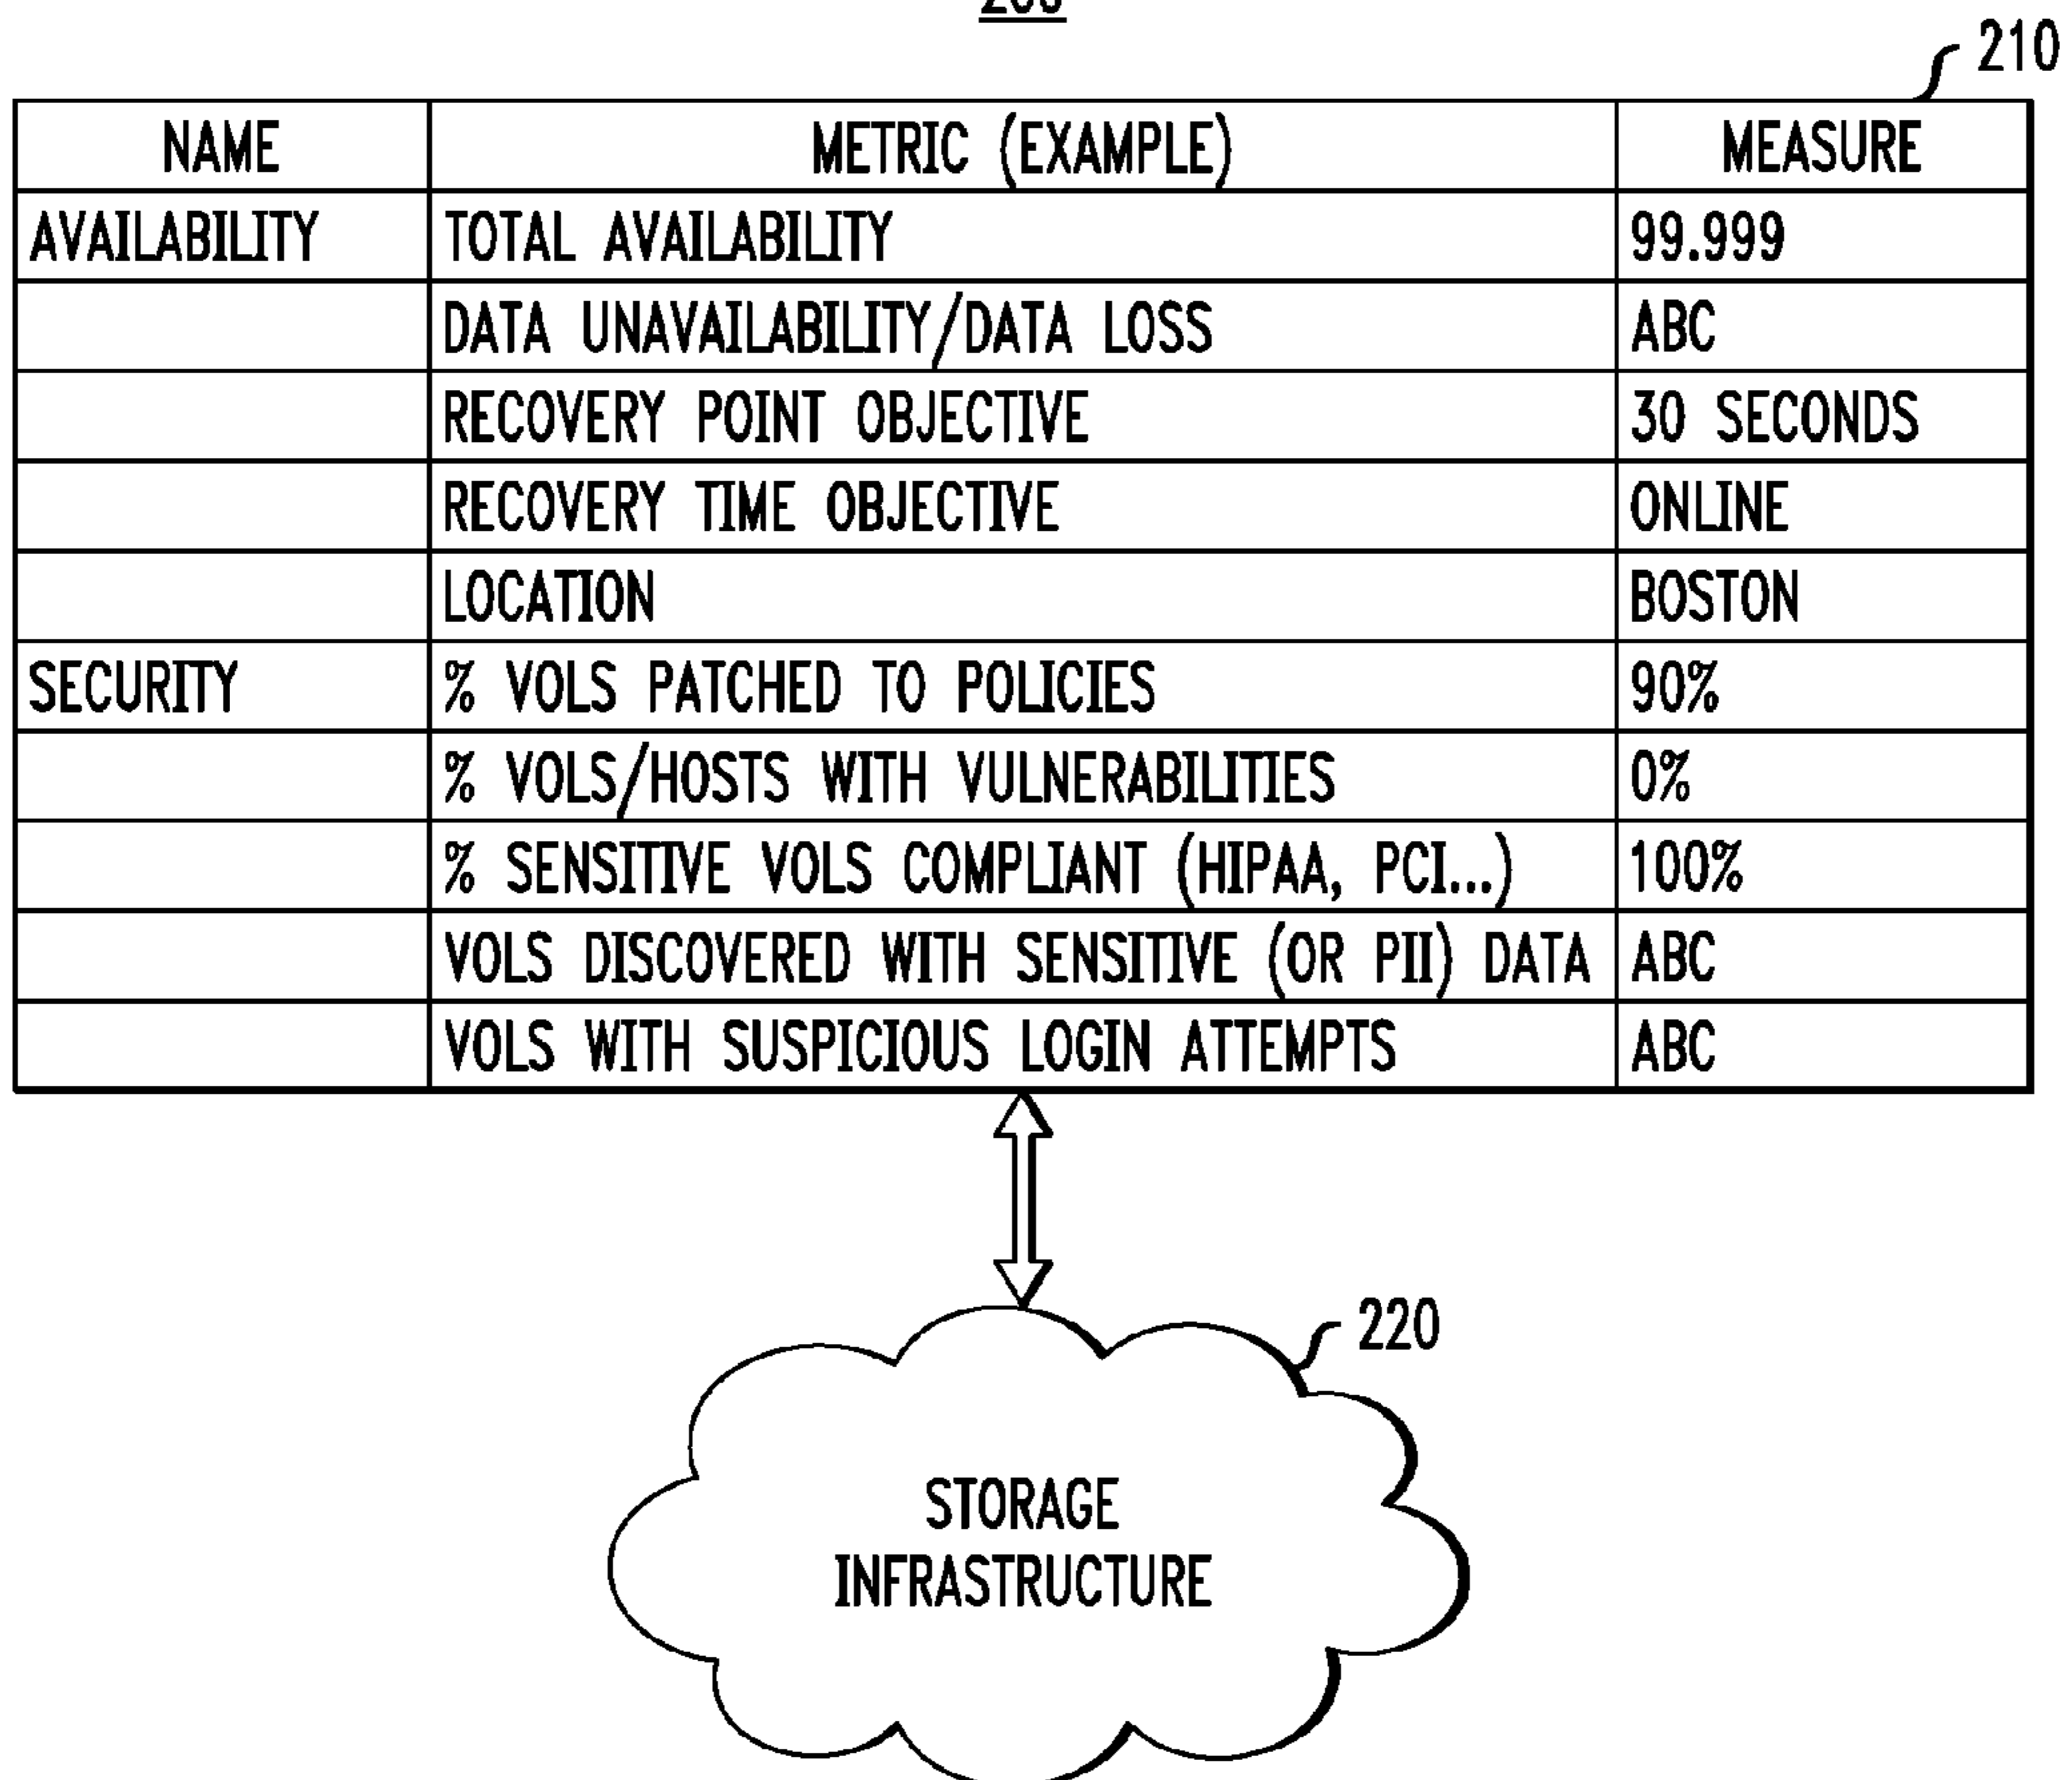 210
NAME METRIC (EXAMPLE) MEASURE
AVAILABILITY TOTAL AVAILABILITY 99.999
DATA UNAVAILABILITY/DATA LOSS ABC
RECOVERY POINT OBJECTIVE 30 SECONDS
RECOVERY TIME OBJECTIVE ONLINE
LOCATION BOSTON
SECURITY % VOLS PATCHED TO POLICIES 90%
% VOLS/HOSTS WITH VULNERABILITIES 0%
% SENSITIVE VOLS COMPLIANT (HIPAA, PCI...) 100%
VOLS DISCOVERED WITH SENSITIVE (OR PII) DATA ABC
VOLS WITH SUSPICIOUS LOGIN ATTEMPTS ABC
220
STORAGE
INFRASTRUCTURE